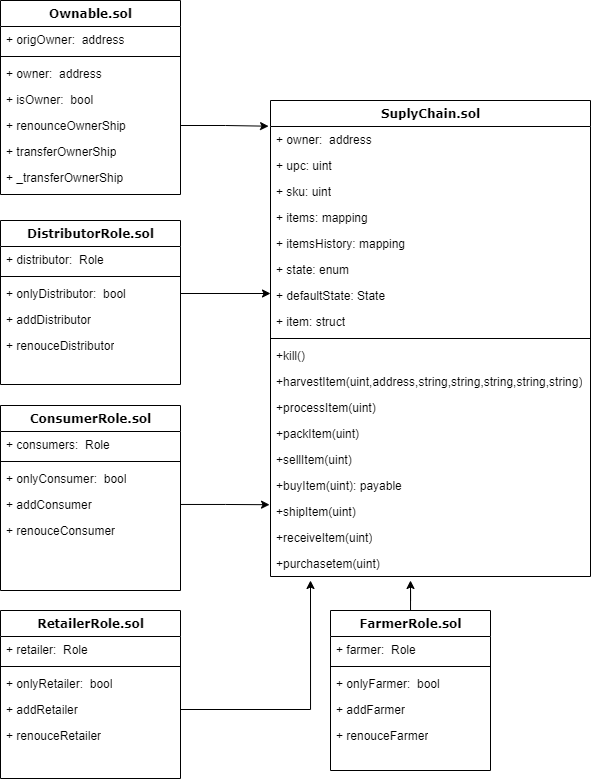 Ownable.sol
+ origOwner:  address
+ owner:  address
+ isOwner:  bool
+ renounceOwnerShip
+ transferOwnerShip
+ _transferOwnerShip
DistributorRole.sol
+ distributor:  Role
+ onlyDistributor:  bool
+ addDistributor
+ renouceDistributor
ConsumerRole.sol
+ consumers:  Role
+ onlyConsumer:  bool
+ addConsumer
+ renouceConsumer
RetailerRole.sol
+ retailer:  Role
+ onlyRetailer:  bool
+ addRetailer
+ renouceRetailer
SuplyChain.sol
+ owner:  address
+ upc: uint
+ sku: uint
+ items: mapping
+ itemsHistory: mapping
+ state: enum
+ defaultState: State
+ item: struct
+kill()
+harvestItem(uint,address,string,string,string,string,string)
+processItem(uint)
+packItem(uint)
+sellItem(uint)
+buyItem(uint): payable
+shipItem(uint)
+receiveItem(uint)
+purchasetem(uint)
FarmerRole.sol
+ farmer:  Role
+ onlyFarmer:  bool
+ addFarmer
+ renouceFarmer